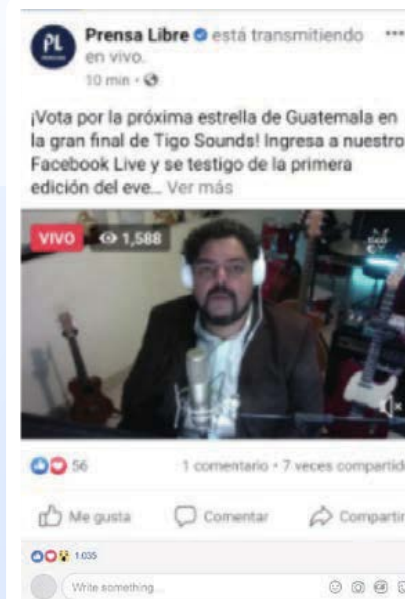 PL
Prensa Libre está transmitiendo
en vivo.
10 min
¡Vota por la próxima estrella de Guatemala en
la gran final de Tigo Sounds! Ingresa a nuestro
Facebook Live y se testigo de la primera
edición del eve... Ver más
VIVO 1,588
56 1 comentario • 7 veces compartido
Me gusta Comentar Compartir
1.035
Write something